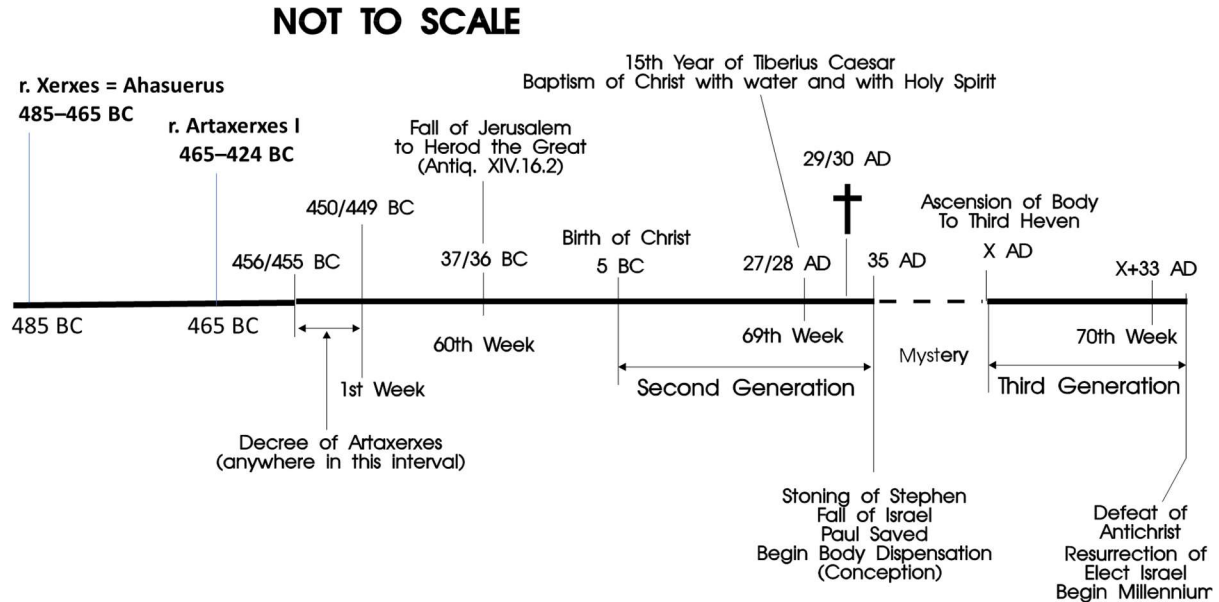 NOT TO SCALE
r. Xerxes = Ahasuerus
485–465 BC
r. Artaxerxes I
465–424 BC
Fall of Jerusalem
to Herod the Great
(Antiq. XIV.16.2)
15th Year of Tiberius Caesar
Baptism of Christ with water and with Holy Spirit
29/30 AD
Ascension of Body
To Third Heven
450/449 BC
456/455 BC
37/36 BC
Birth of Christ
5 BC
27/28 AD
35 AD
X AD
X+33 AD
485 BC
465 BC
1st Week
60th Week
69th Week
Mystery
70th Week
Second Generation
Third Generation
Decree of Artaxerxes
(anywhere in this interval)
Stoning of Stephen
Fall of Israel
Paul Saved
Begin Body Dispensation
(Conception)
Defeat of
Antichrist
Resurrection of
Elect Israel
Begin Millennium